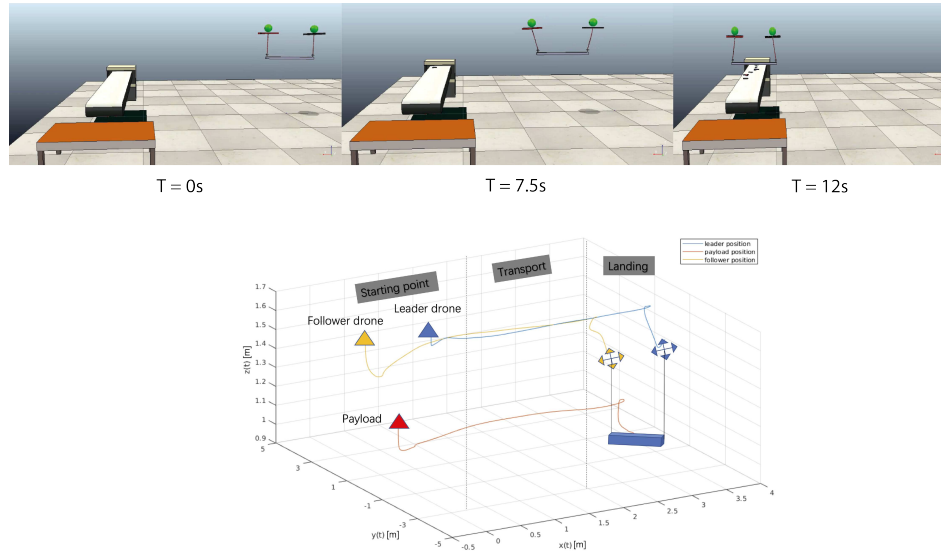 T = 0s
T = 7.5s
T = 12s
leader position
payload position
follower position
Starting point
Transport
Landing
Follower drone
Leader drone
Payload
z(t) [m]
1.7
1.6
1.5
1.4
1.3
1.2
1.1
1
0.9
y(t) [m]
5
3
1
-1
-3
-5
x(t) [m]
-0.5
0
0.5
1
1.5
2
2.5
3
3.5
4